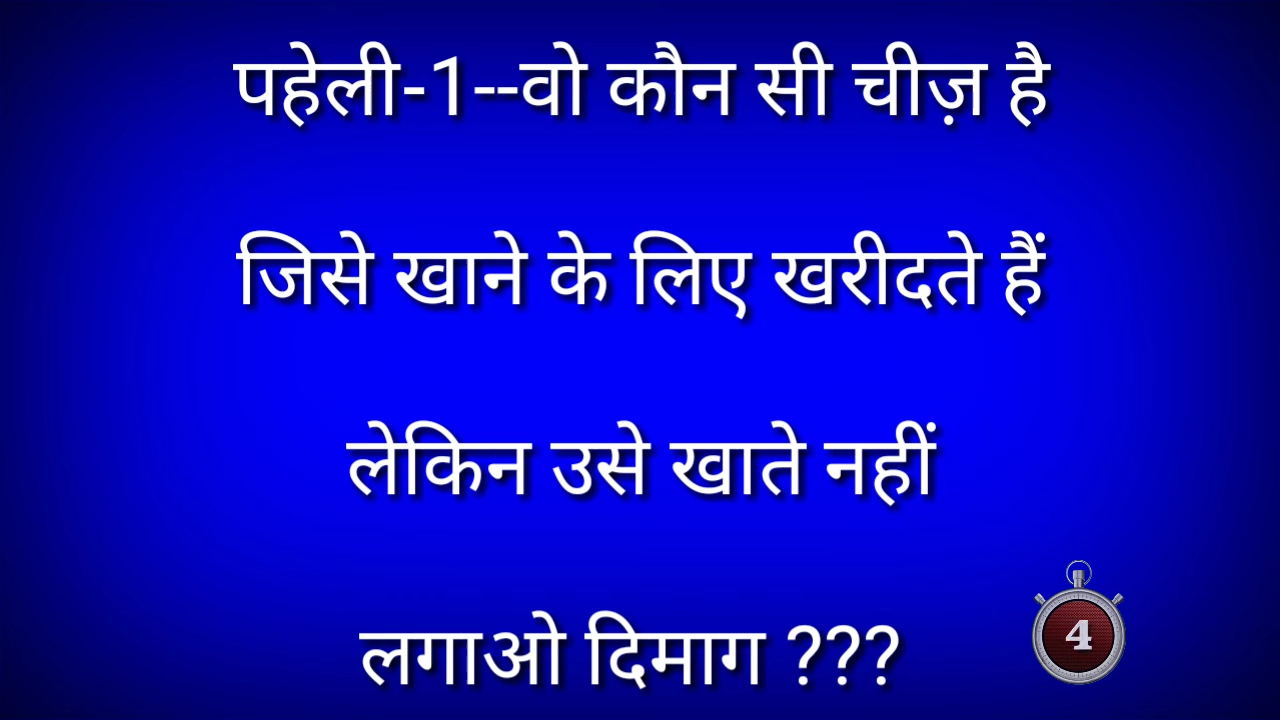 पहेली-1--वो कौन सी चीज़ है
जिसे खाने के लिए खरीदते हैं
लेकिन उसे खाते नहीं
लगाओ दिमाग ???
4